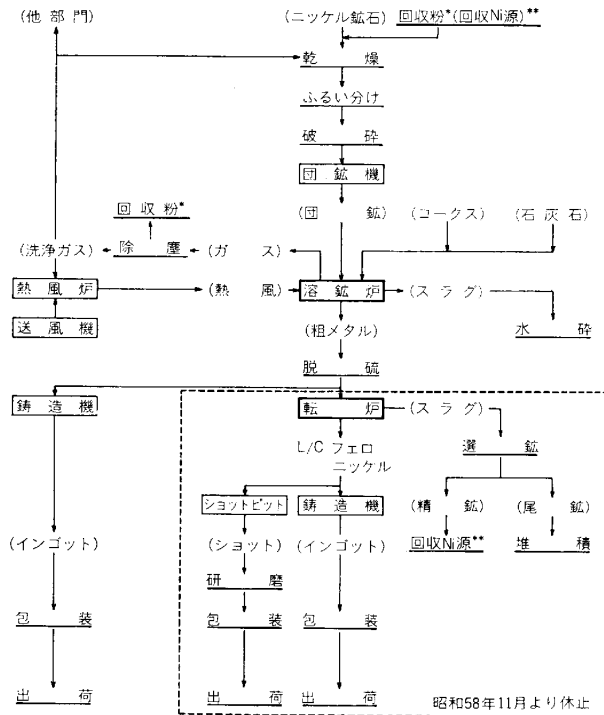 (他部門)
(ニッケル鉱石) 回収粉*(回収Ni源)**
乾燥
ふるい分け
破砕
団鉱機
回収粉*
(団鉱) (コークス) (石灰石)
(洗浄ガス) 除塵 (ガス)
熱風炉 (熱風) 溶鉱炉 (スラグ)
送風機 (粗メタル) 水砕
脱硫
鋳造機 転炉 (スラグ)
L/C フェロ
ニッケル
選鉱
ショットピット 鋳造機 (精鉱) (尾鉱)
(インゴット) (ショット) (インゴット) 回収Ni源** 堆積
研磨
包装 包装 包装
出荷 出荷 出荷
昭和58年11月より休止